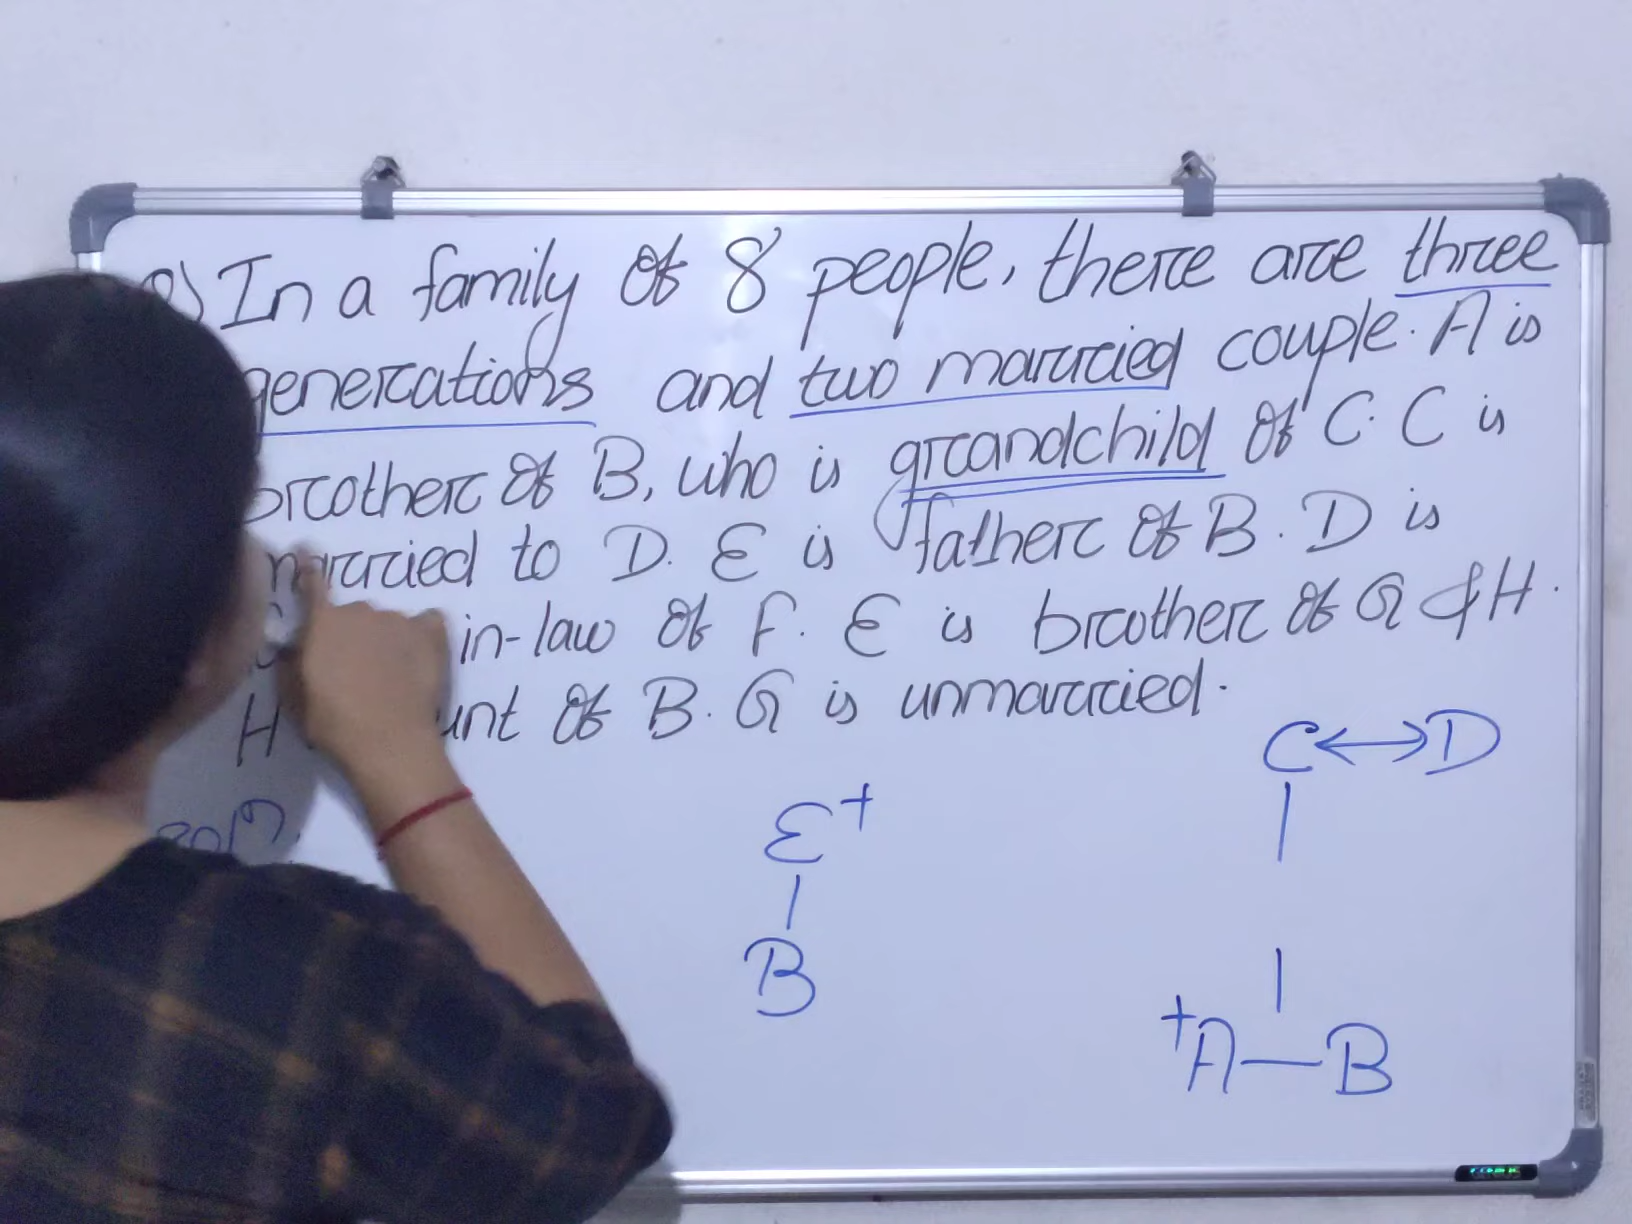 In a family of 8 people, there are three
generations and two married couple. A is
brother of B, who is grandchild of C. C is
married to D. E is father of B. D is
in-law of F. E is brother of G & H.
H unt of B. G is unmarried.
Soln.
C ↔ D
E +
B
+ A — B